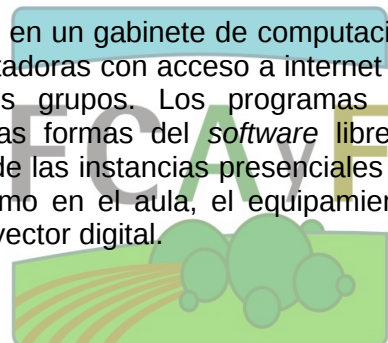 en un gabinete de computaci
tadoras con acceso a internet
s grupos. Los programas
as formas del software libre
de las instancias presenciales
mo en el aula, el equipamien
yector digital.
FCAyF